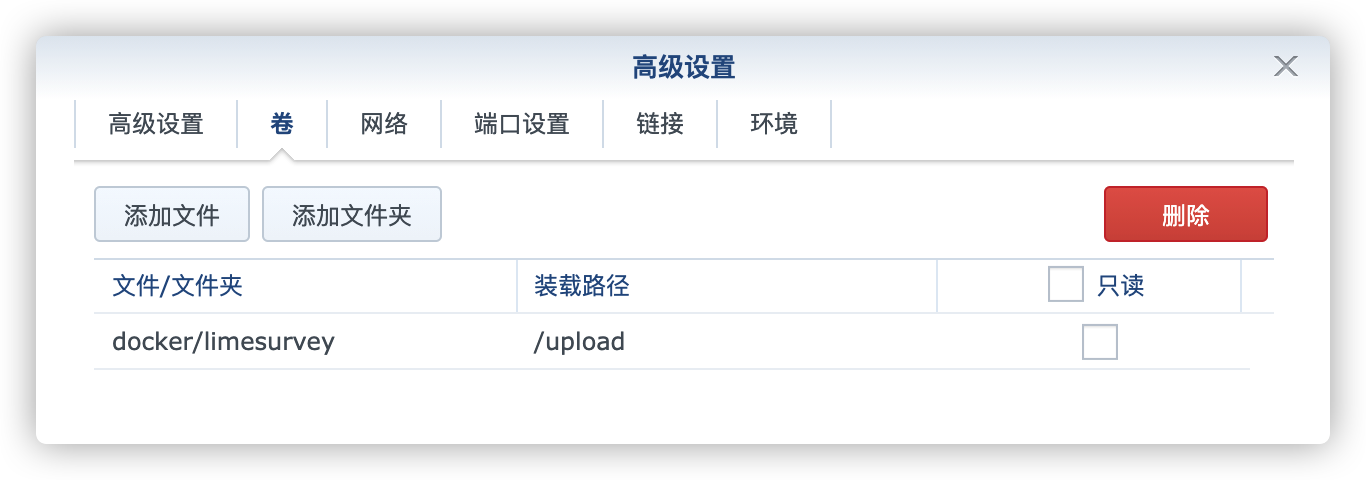 高级设置
高级设置 卷 网络 端口设置 链接 环境
添加文件 添加文件夹 删除
文件/文件夹 装载路径 只读
docker/limesurvey /upload